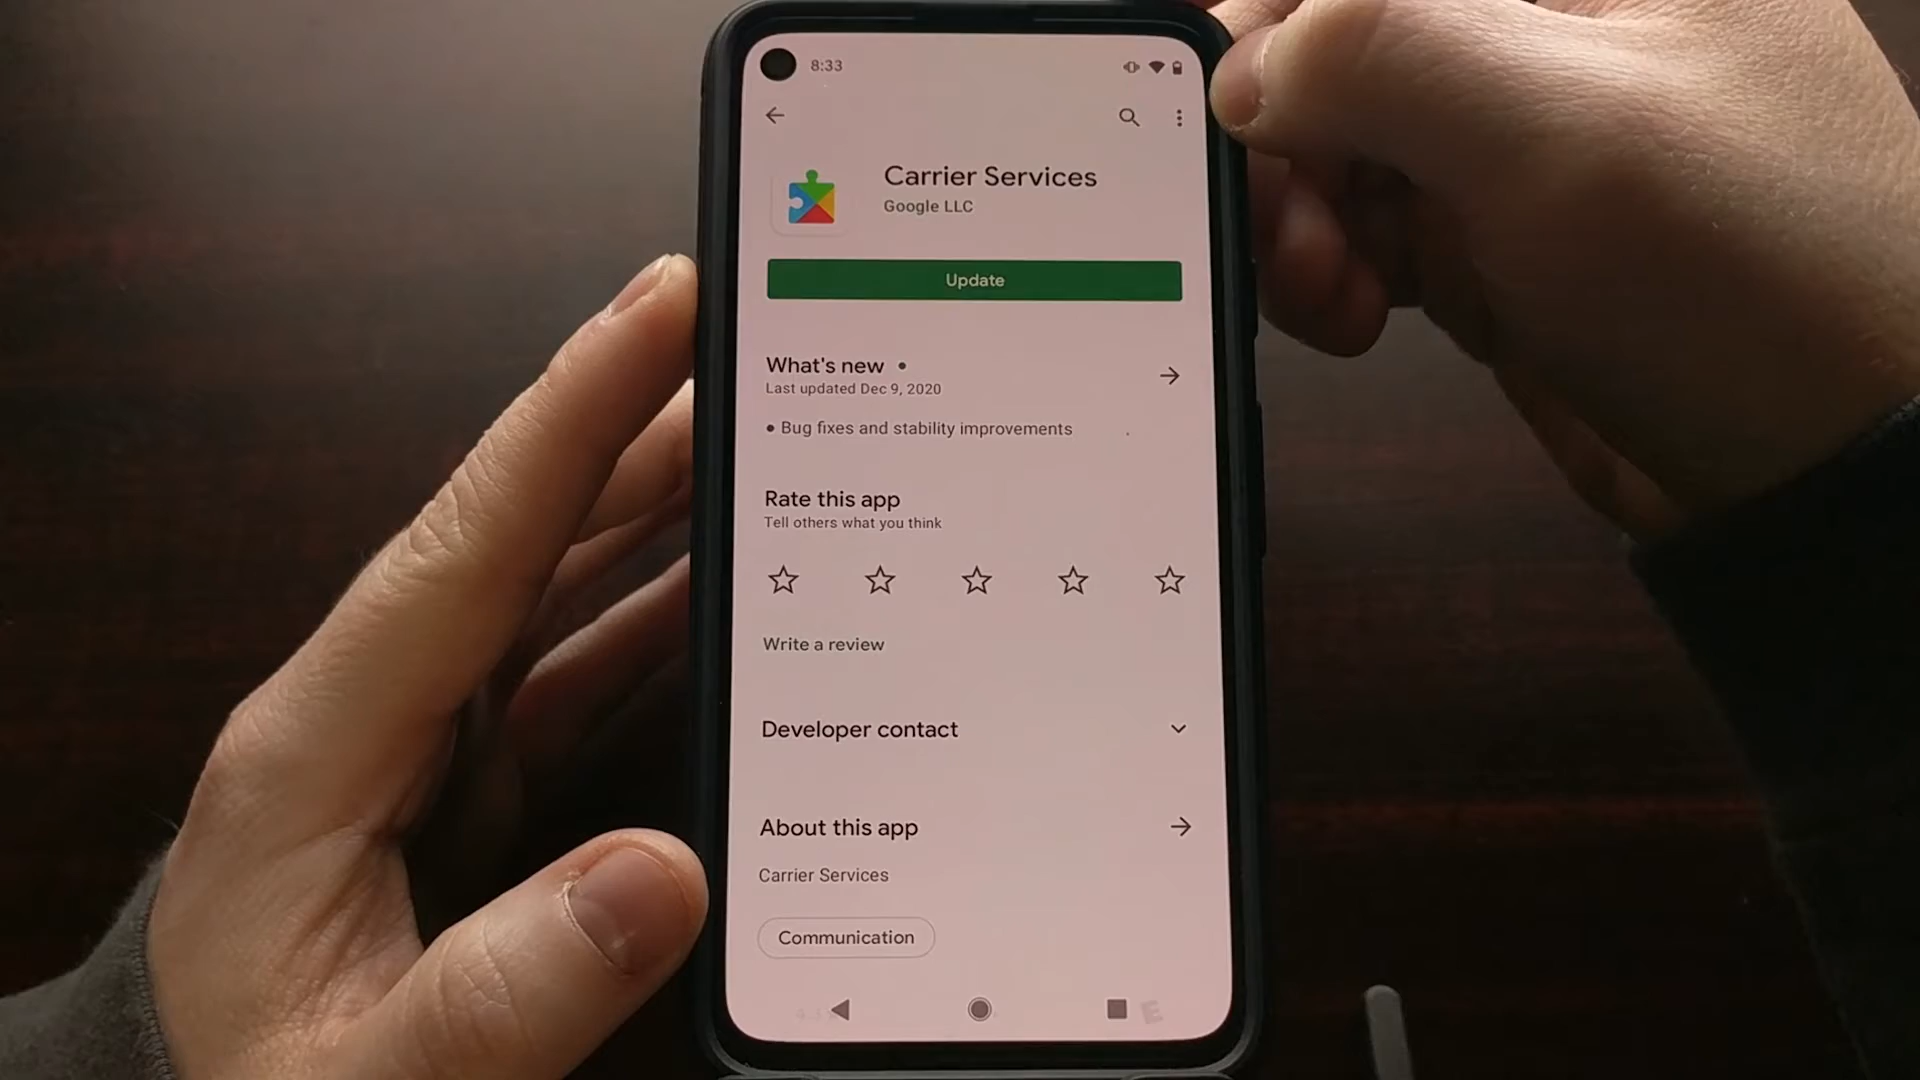 8:33
Carrier Services
Google LLC
Update
What's new •
Last updated Dec 9, 2020
• Bug fixes and stability improvements
Rate this app
Tell others what you think
Write a review
Developer contact
About this app
Carrier Services
Communication